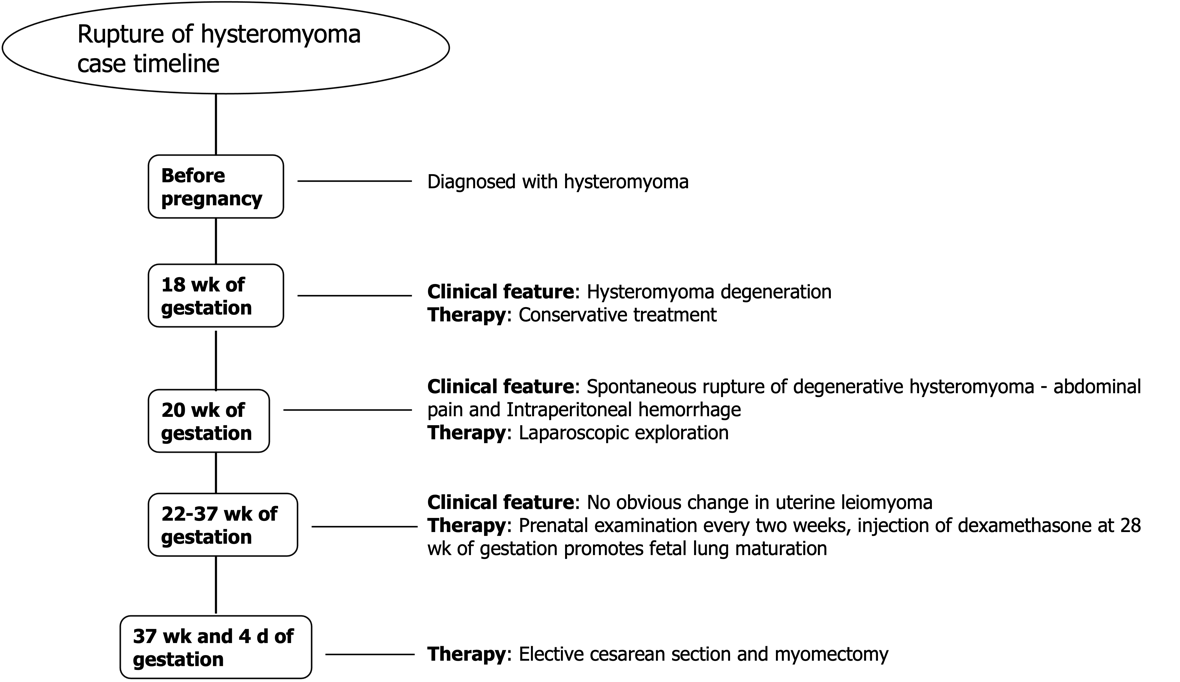 Rupture of hysteromyoma
case timeline
Before
pregnancy
Diagnosed with hysteromyoma
18 wk of
gestation
Clinical feature: Hysteromyoma degeneration
Therapy: Conservative treatment
20 wk of
gestation
Clinical feature: Spontaneous rupture of degenerative hysteromyoma - abdominal
pain and Intraperitoneal hemorrhage
Therapy: Laparoscopic exploration
22-37 wk of
gestation
Clinical feature: No obvious change in uterine leiomyoma
Therapy: Prenatal examination every two weeks, injection of dexamethasone at 28
wk of gestation promotes fetal lung maturation
37 wk and 4 d of
gestation
Therapy: Elective cesarean section and myomectomy